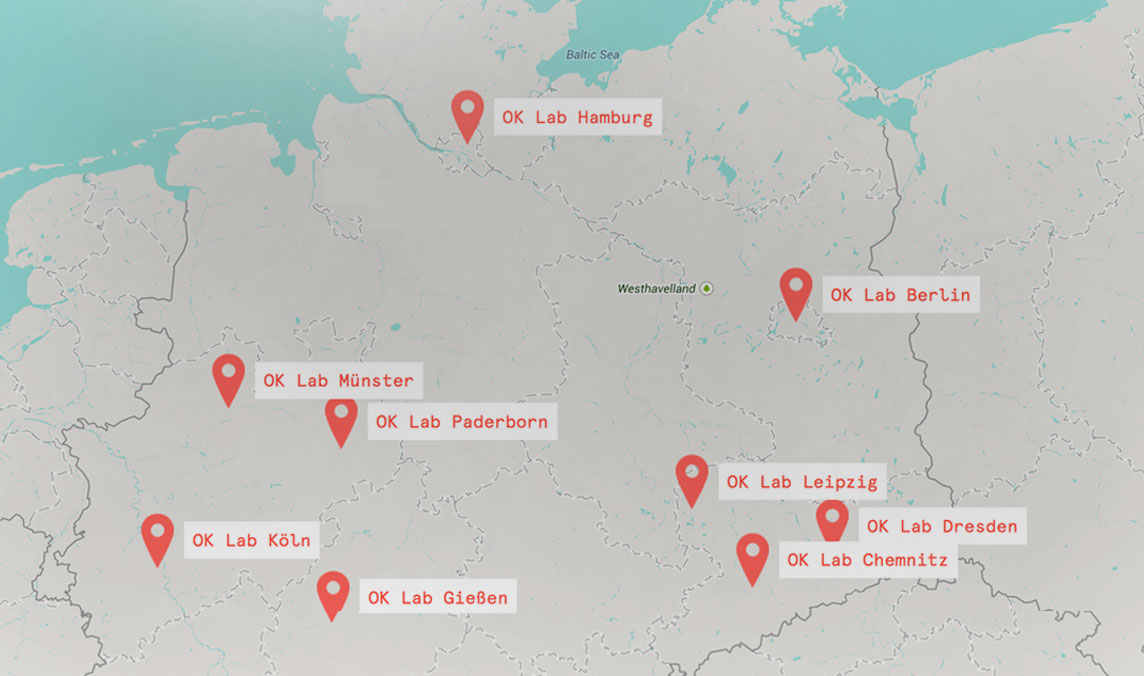 Baltic Sea
OK Lab Hamburg
Westhavelland
OK Lab Berlin
OK Lab Münster
OK Lab Paderborn
OK Lab Leipzig
OK Lab Dresden
OK Lab Köln
OK Lab Chemnitz
OK Lab Gießen